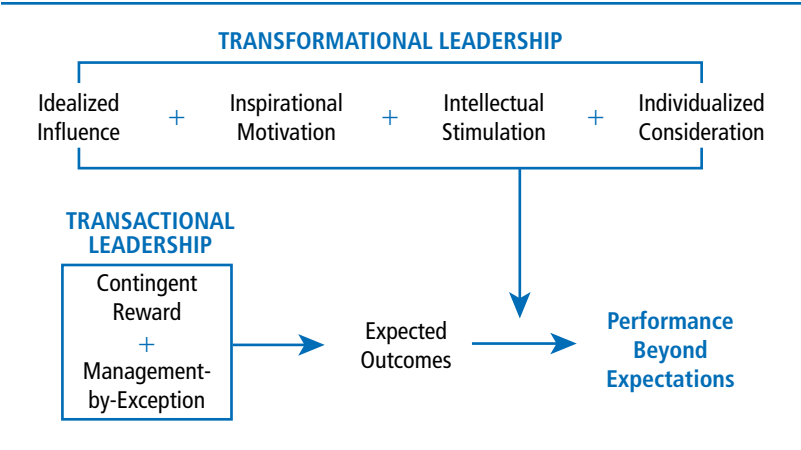 TRANSFORMATIONAL LEADERSHIP
Idealized
Influence
+
Inspirational
Motivation
+
Intellectual
Stimulation
+
Individualized
Consideration
TRANSACTIONAL
LEADERSHIP
Contingent
Reward
+
Management-
by-Exception
Expected
Outcomes
Performance
Beyond
Expectations